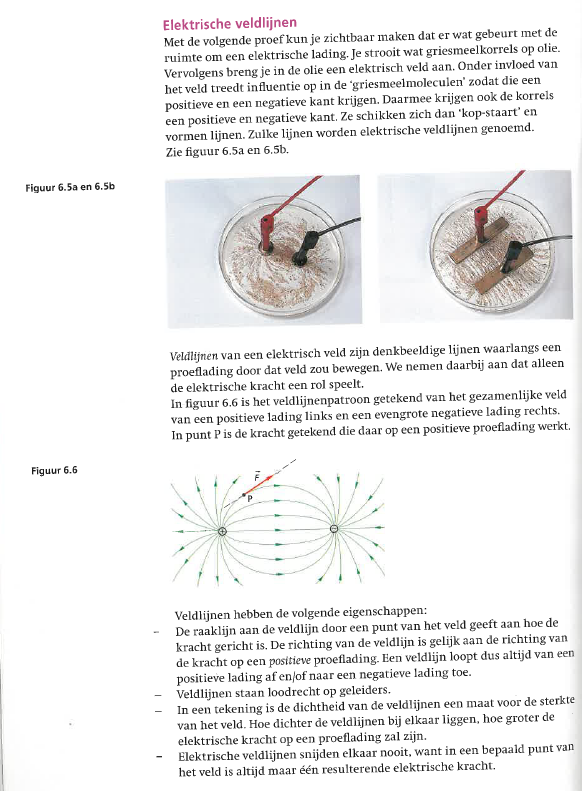 Elektrische veldlijnen
Met de volgende proef kun je zichtbaar maken dat er wat gebeurt met de
ruimte om een elektrische lading. Je strooit wat griesmeelkorrels op olie.
Vervolgens breng je in de olie een elektrisch veld aan. Onder invloed van
het veld treedt influentie op in de ‘griesmeelmoleculen’ zodat die een
positieve en een negatieve kant krijgen. Daarmee krijgen ook de korrels
een positieve en negatieve kant. Ze schikken zich dan ‘kop-staart’ en
vormen lijnen. Zulke lijnen worden elektrische veldlijnen genoemd.
Zie figuur 6.5a en 6.5b.
Figuur 6.5a en 6.5b
Veldlijnen van een elektrisch veld zijn denkbeeldige lijnen waarlangs een
proeflading door dat veld zou bewegen. We nemen daarbij aan dat alleen
de elektrische kracht een rol speelt.
In figuur 6.6 is het veldlijnenpatroon getekend van het gezamenlijke veld
van een positieve lading links en een evengrote negatieve lading rechts.
In punt P is de kracht getekend die daar op een positieve proeflading werkt.
Figuur 6.6
F
P
+
−
Veldlijnen hebben de volgende eigenschappen:
– De raaklijn aan de veldlijn door een punt van het veld geeft aan hoe de
kracht gericht is. De richting van de veldlijn is gelijk aan de richting van
de kracht op een positieve proeflading. Een veldlijn loopt dus altijd van een
positieve lading af en/of naar een negatieve lading toe.
– Veldlijnen staan loodrecht op geleiders.
– In een tekening is de dichtheid van de veldlijnen een maat voor de sterkte
van het veld. Hoe dichter de veldlijnen bij elkaar liggen, hoe groter de
elektrische kracht op een proeflading zal zijn.
– Elektrische veldlijnen snijden elkaar nooit, want in een bepaald punt van
het veld is altijd maar één resulterende elektrische kracht.